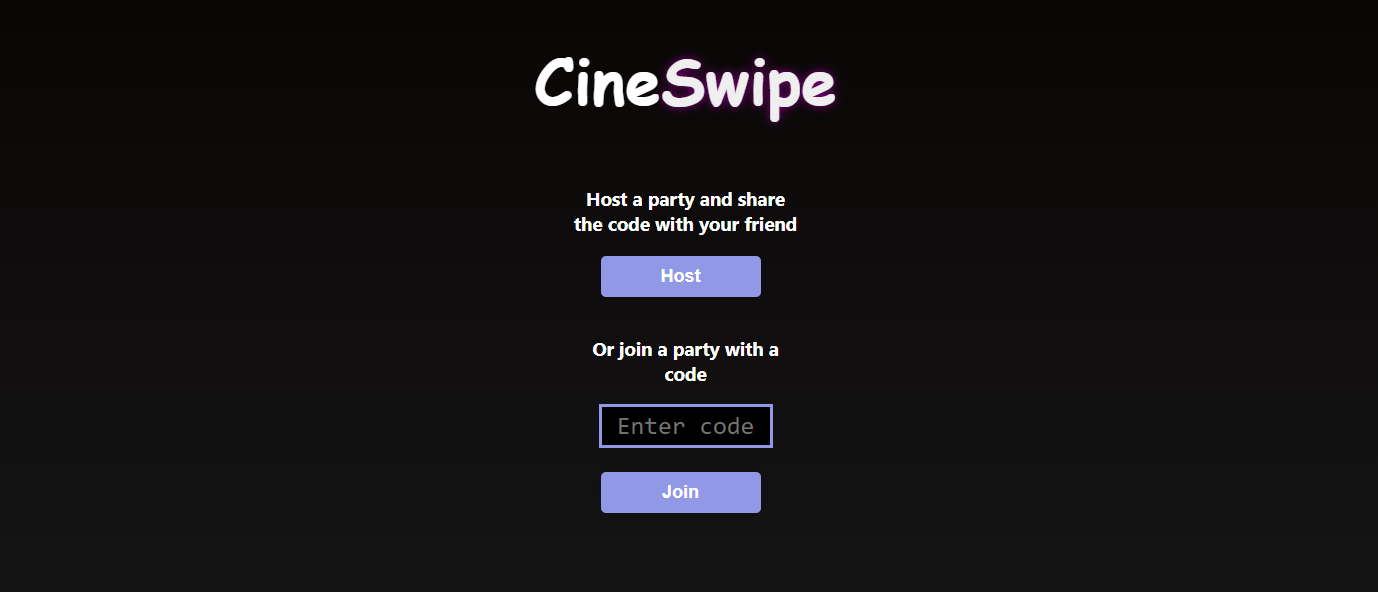 CineSwipe
Host a party and share
the code with your friend
Host
Or join a party with a
code
Enter code
Join